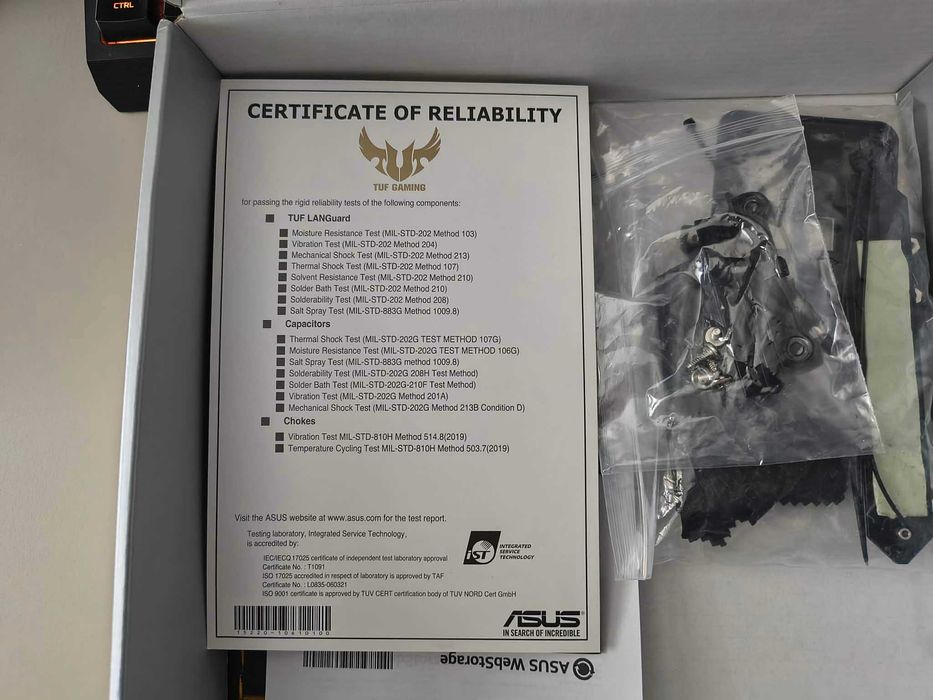 CTRL
CERTIFICATE OF RELIABILITY
TUF GAMING
for passing the rigid reliability tests of the following components:
TUF LANGuard
Moisture Resistance Test (MIL-STD-202 Method 103)
Vibration Test (MIL-STD-202 Method 204)
Mechanical Shock Test (MIL-STD-202 Method 213)
Thermal Shock Test (MIL-STD-202 Method 107)
Solvent Resistance Test (MIL-STD-202 Method 210)
Solder Bath Test (MIL-STD-202 Method 210)
Solderability Test (MIL-STD-202 Method 208)
Salt Spray Test (MIL-STD-883G Method 1009.8)
Capacitors
Thermal Shock Test (MIL-STD-202G TEST METHOD 107G)
Moisture Resistance Test (MIL-STD-202G TEST METHOD 106G)
Salt Spray Test (MIL-STD-883G method 1009.8)
Solderability Test (MIL-STD-202G 208H Test Method)
Solder Bath Test (MIL-STD-202G-210F Test Method)
Vibration Test (MIL-STD-202G Method 201A)
Mechanical Shock Test (MIL-STD-202G Method 213B Condition D)
Chokes
Vibration Test MIL-STD-810H Method 514.8(2019)
Temperature Cycling Test MIL-STD-810H Method 503.7(2019)
Visit the ASUS website at www.asus.com for the test report.
Testing laboratory, Integrated Service Technology,
is accredited by:
IEC/IECQ 17025 certificate of independent test laboratory approval
Certificate No. : T1091
ISO 17025 accredited in respect of laboratory is approved by TAF
Certificate No. : L0835-060321
ISO 9001 certificate is approved by TUV CERT certification body of TUV NORD Cert GmbH
iST
INTEGRATED
SERVICE
TECHNOLOGY
15220-10610100
ASUS
IN SEARCH OF INCREDIBLE
ASUS WebStorage